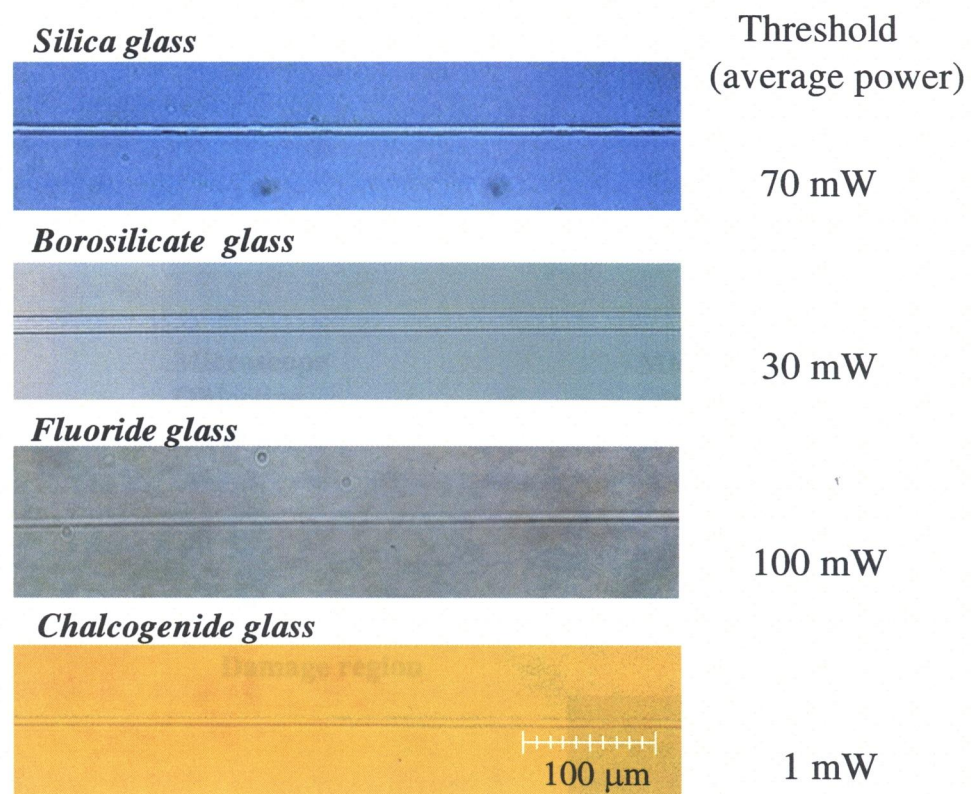 Silica glass
Threshold
(average power)
70 mW
Borosilicate glass
30 mW
Fluoride glass
100 mW
Chalcogenide glass
Damage region
100 μm
1 mW